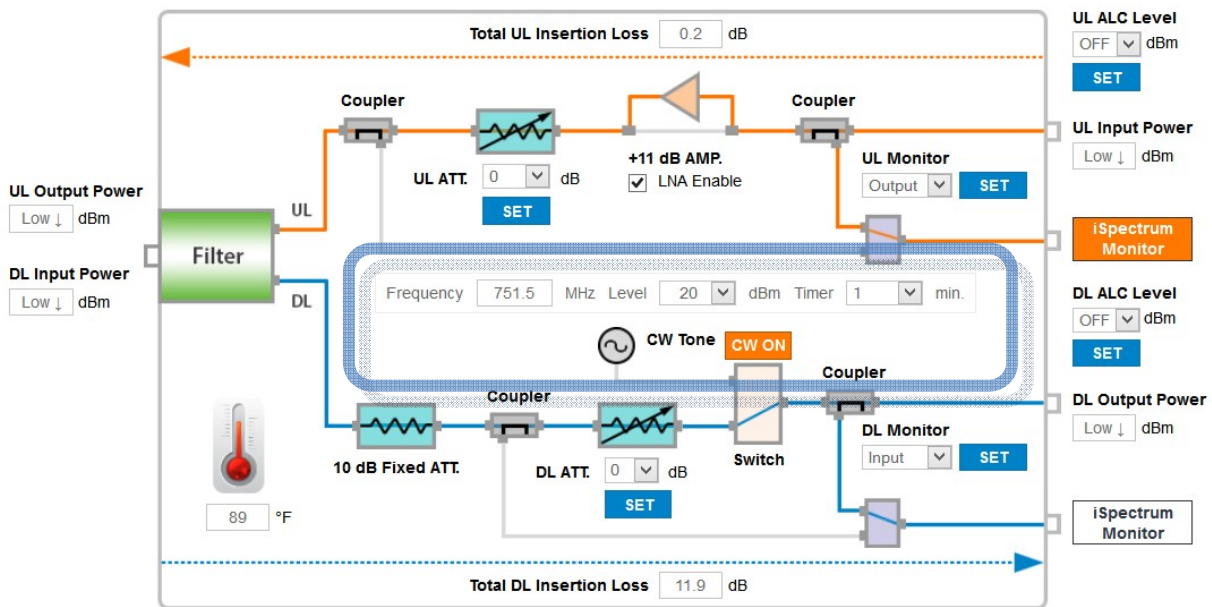 Total UL Insertion Loss 0.2 dB
UL ALC Level
OFF dBm
SET
Coupler
Coupler
UL Input Power
Low ↓ dBm
+11 dB AMP.
LNA Enable
UL ATT. 0 dB
SET
UL Monitor
Output SET
UL Output Power
Low ↓ dBm
UL
Filter
DL
DL Input Power
Low ↓ dBm
iSpectrum
Monitor
Frequency 751.5 MHz Level 20 dBm Timer 1 min.
DL ALC Level
OFF dBm
SET
CW Tone CW ON
Coupler
Coupler
DL Output Power
Low ↓ dBm
10 dB Fixed ATT.
DL ATT. 0 dB
SET
Switch
DL Monitor
Input SET
89 °F
iSpectrum
Monitor
Total DL Insertion Loss 11.9 dB